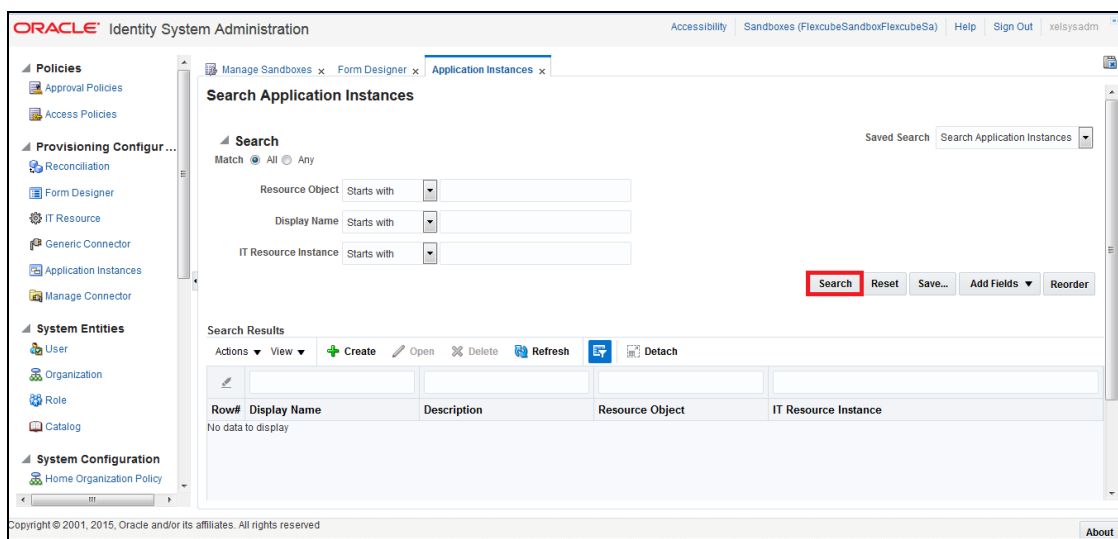 ORACLE Identity System Administration
Accessibility Sandboxes (FlexcubeSandboxFlexcubeSa) Help Sign Out xelsysadm
Policies
Approval Policies
Access Policies
Provisioning Configur...
Reconciliation
Form Designer
IT Resource
Generic Connector
Application Instances
Manage Connector
System Entities
User
Organization
Role
Catalog
System Configuration
Home Organization Policy
Manage Sandboxes x Form Designer x Application Instances x
Search Application Instances
Search
Saved Search Search Application Instances
Match All Any
Resource Object Starts with
Display Name Starts with
IT Resource Instance Starts with
Search Reset Save... Add Fields Reorder
Search Results
Actions View Create Open Delete Refresh Detach
Row# Display Name Description Resource Object IT Resource Instance
No data to display
Copyright © 2001, 2015, Oracle and/or its affiliates. All rights reserved
About